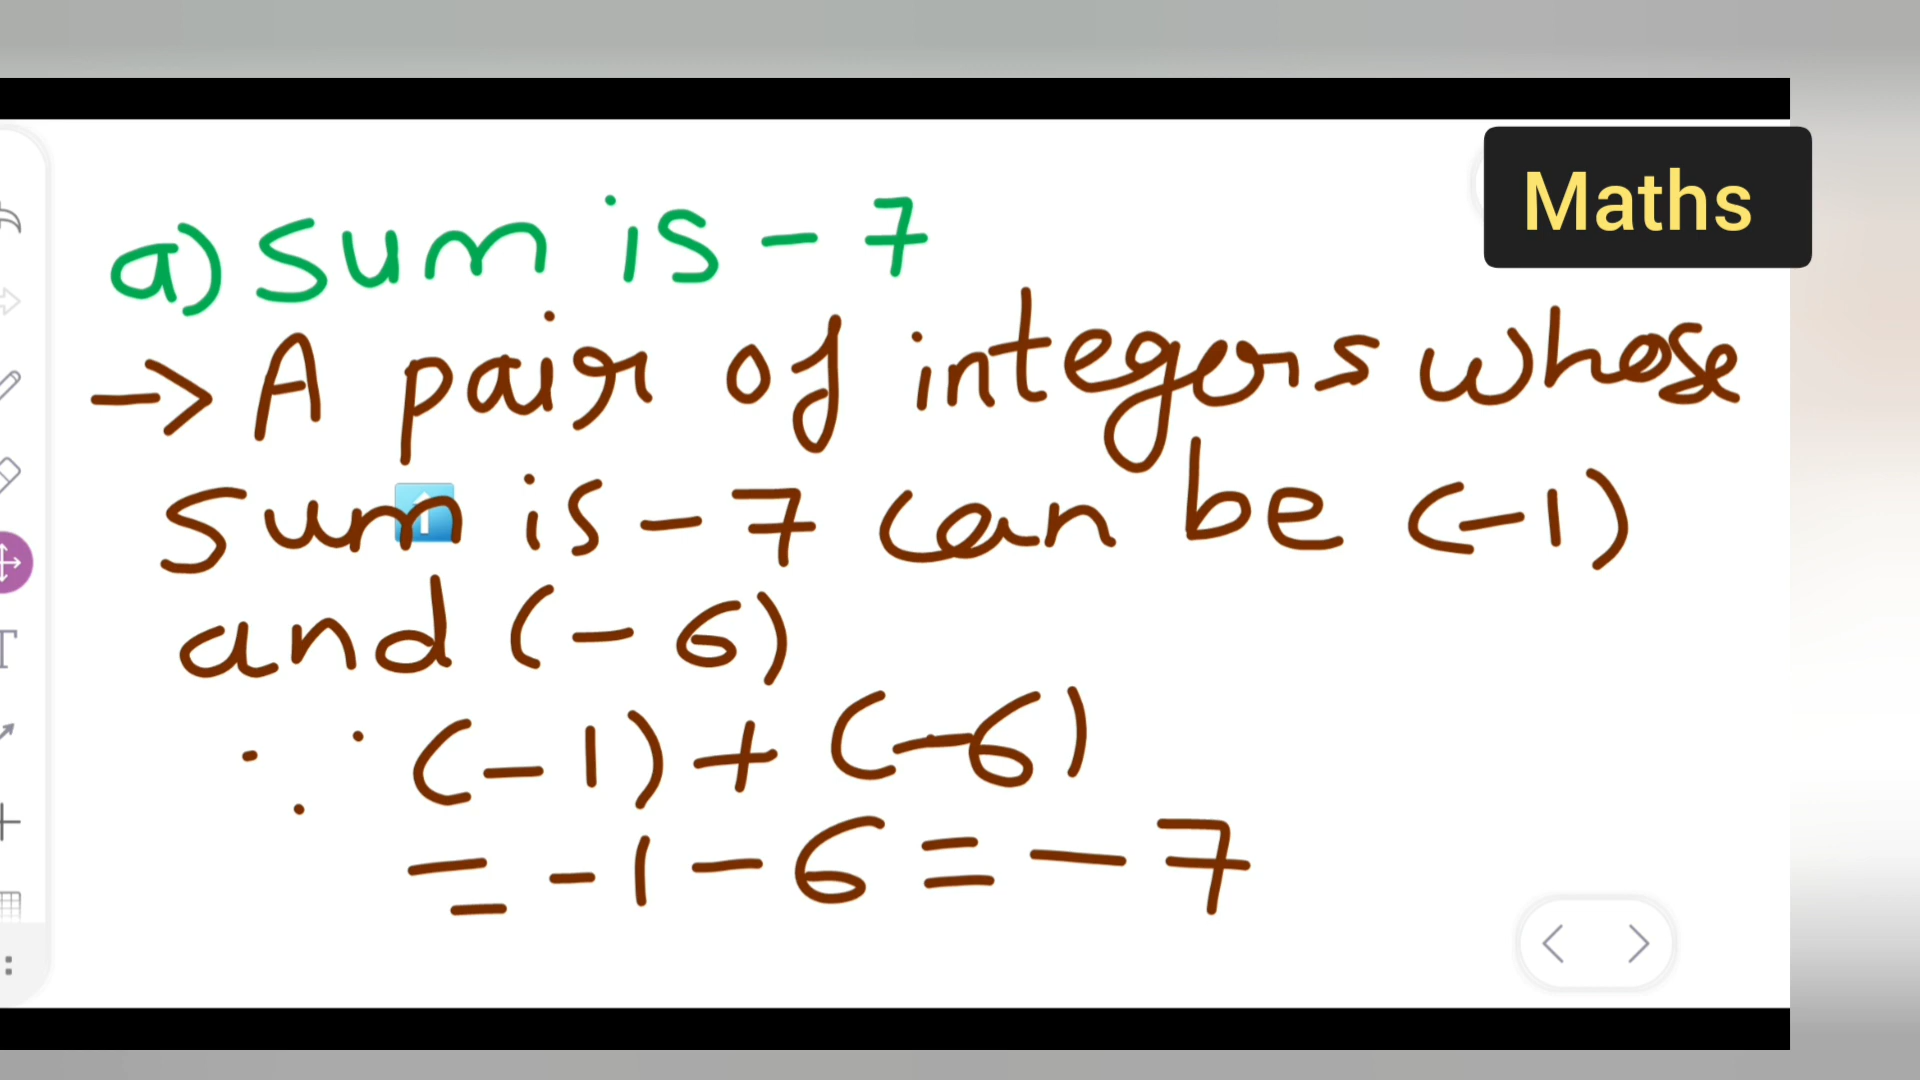 Maths
a) sum is - 7
→ A pair of integers whose
sum is - 7 can be (-1)
and (- 6)
∵ (-1) + (-6)
= -1 - 6 = - 7